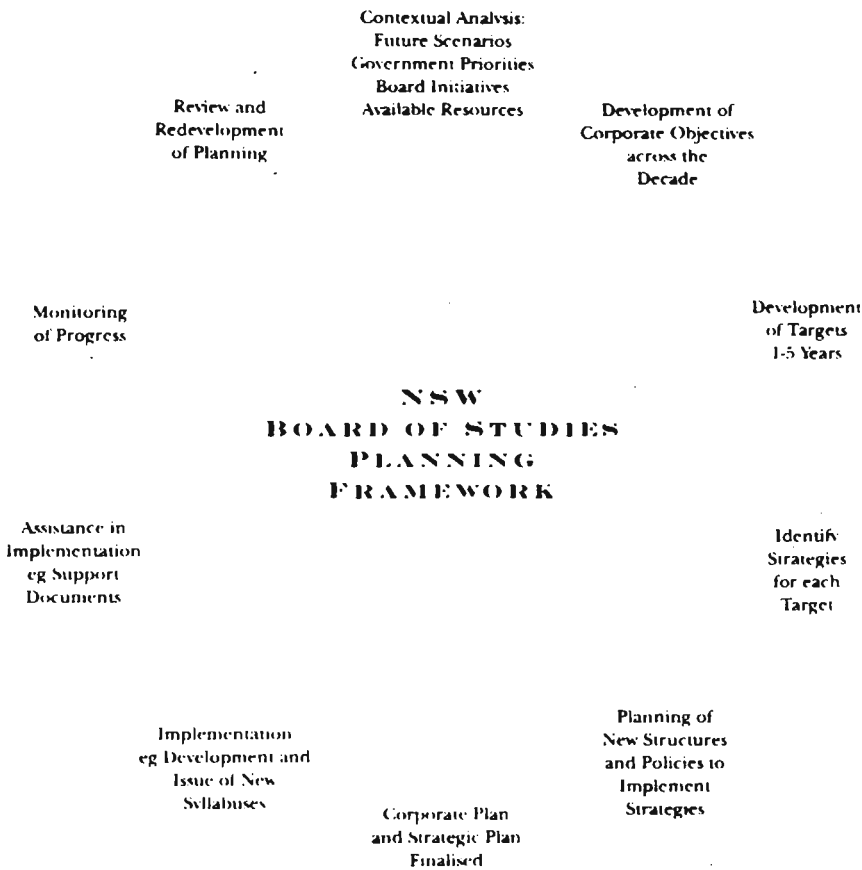 Contextual Analysis:
Future Scenarios
Government Priorities
Board Initiatives
Available Resources
Development of
Corporate Objectives
across the
Decade
Development
of Targets
1-5 Years
Identify
Strategies
for each
Target
Planning of
New Structures
and Policies to
Implement
Strategies
Corporate Plan
and Strategic Plan
Finalised
Implementation
eg Development and
Issue of New
Syllabuses
Assistance in
Implementation
eg Support
Documents
Monitoring
of Progress
Review and
Redevelopment
of Planning
NSW
BOARD OF STUDIES
PLANNING
FRAMEWORK